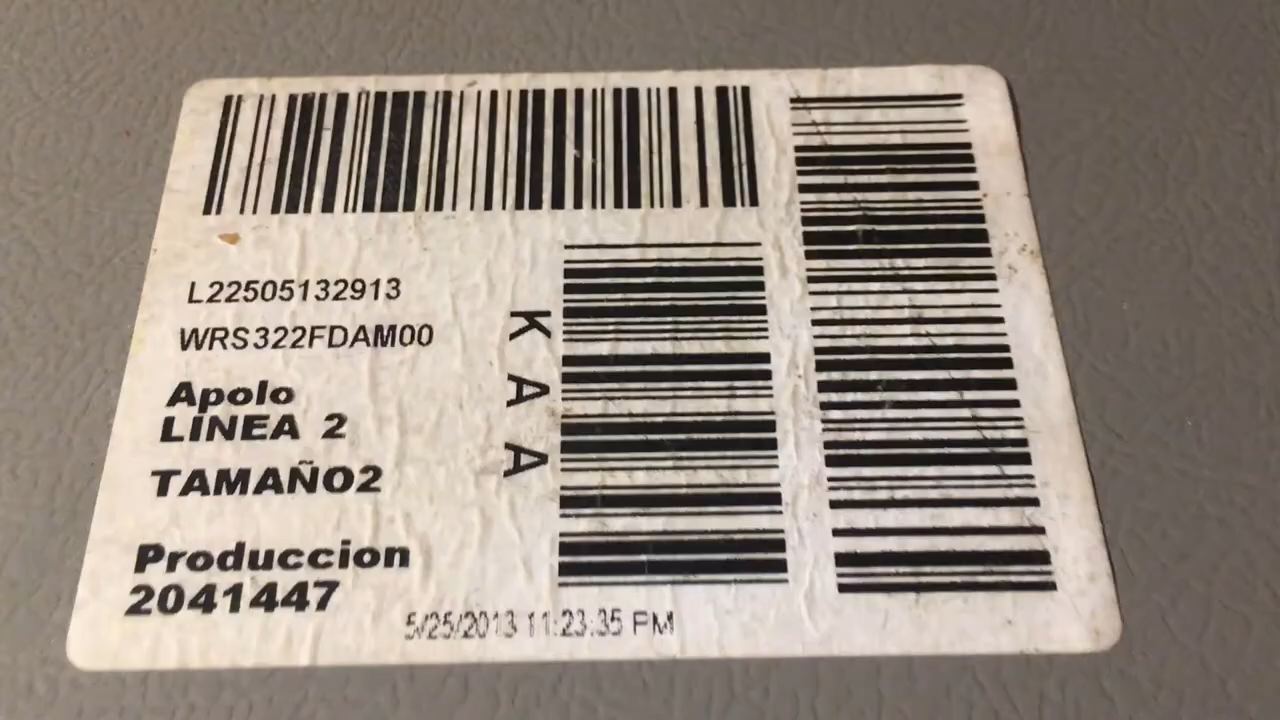 L22505132913
WRS322FDAM00
Apolo
LINEA 2
TAMAÑO2
Produccion
2041447
5/25/2013 11:23:35 PM
K A A